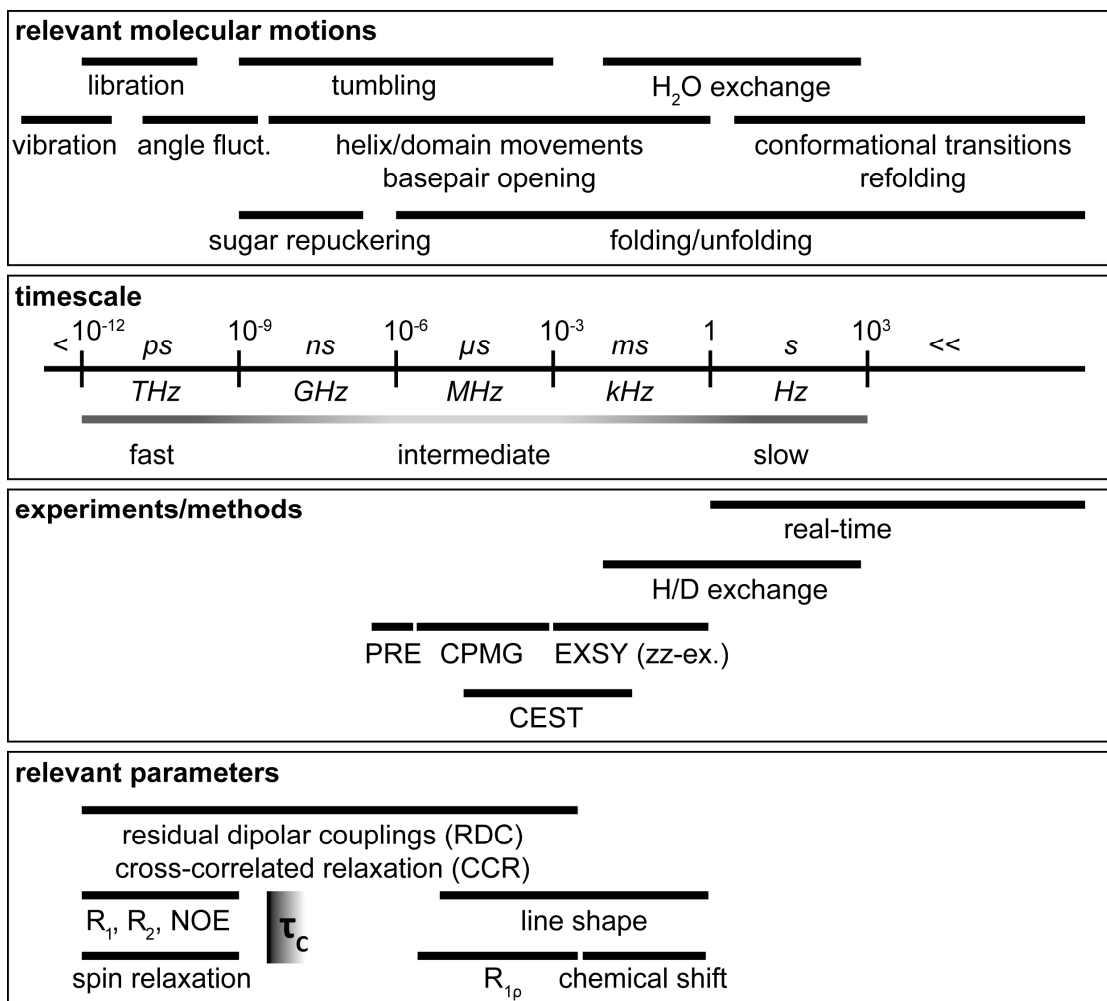 relevant molecular motions
libration tumbling H₂O exchange
vibration angle fluct. helix/domain movements conformational transitions
basepair opening refolding
sugar repuckering folding/unfolding
timescale
< 10⁻¹² ps 10⁻⁹ ns 10⁻⁶ µs 10⁻³ ms 1 s 10³ <<
THz GHz MHz kHz Hz
fast intermediate slow
experiments/methods
real-time
H/D exchange
PRE CPMG EXSY (zz-ex.)
CEST
relevant parameters
residual dipolar couplings (RDC)
cross-correlated relaxation (CCR)
R₁, R₂, NOE τc line shape
spin relaxation R₁ρ chemical shift